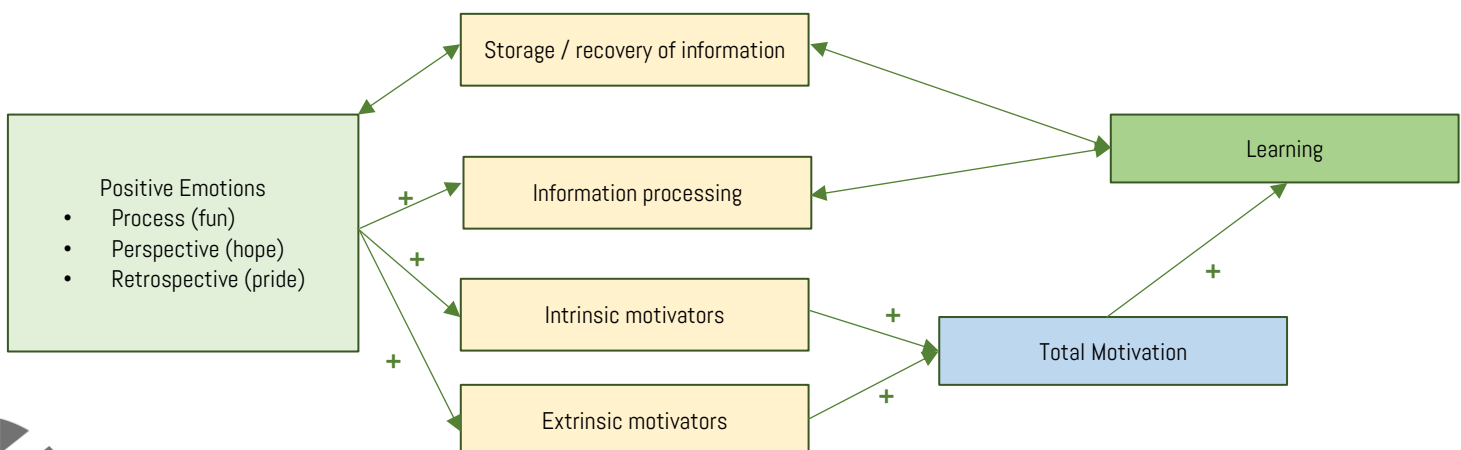 Storage / recovery of information
Positive Emotions
• Process (fun)
• Perspective (hope)
• Retrospective (pride)
Information processing
Learning
+
+
+
Intrinsic motivators
Extrinsic motivators
+
+
Total Motivation
+